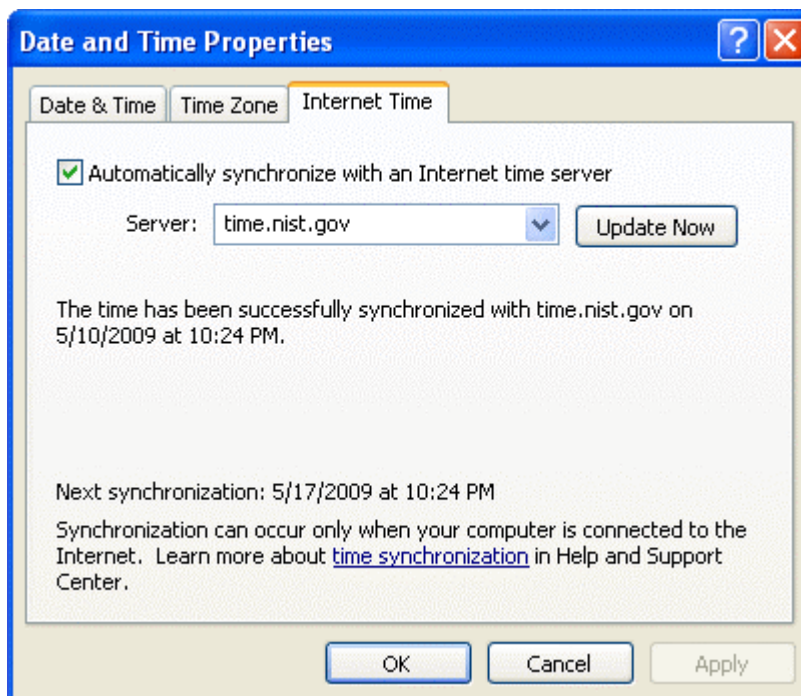 Date and Time Properties
Date & Time
Time Zone
Internet Time
Automatically synchronize with an Internet time server
Server: time.nist.gov Update Now
The time has been successfully synchronized with time.nist.gov on
5/10/2009 at 10:24 PM.
Next synchronization: 5/17/2009 at 10:24 PM
Synchronization can occur only when your computer is connected to the
Internet.  Learn more about time synchronization in Help and Support
Center.
OK Cancel Apply